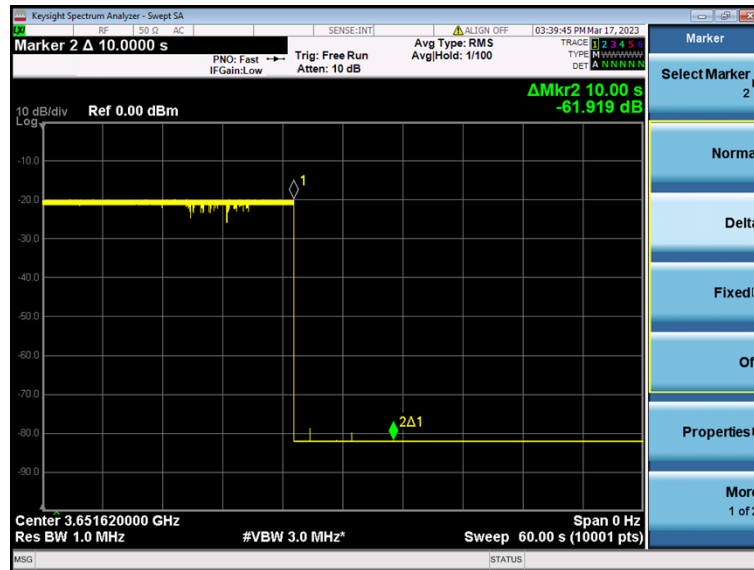 Keysight Spectrum Analyzer - Swept SA
LXI RF 50 Ω AC SENSE:INT ALIGN OFF 03:39:45 PM Mar 17, 2023
Marker 2 Δ 10.0000 s
PNO: Fast
IFGain:Low
Trig: Free Run
Atten: 10 dB
Avg Type: RMS
Avg|Hold: 1/100
TRACE 1 2 3 4 5 6
TYPE M W W W W W
DET A N N N N N
ΔMkr2 10.00 s
-61.919 dB
10 dB/div Ref 0.00 dBm
Log
-10.0
-20.0
-30.0
-40.0
-50.0
-60.0
-70.0
-80.0
-90.0
1
2Δ1
Center 3.651620000 GHz Span 0 Hz
Res BW 1.0 MHz #VBW 3.0 MHz* Sweep 60.00 s (10001 pts)
MSG STATUS
Marker
Select Marker
2
Norma
Delta
Fixed
Of
Properties
More
1 of 2